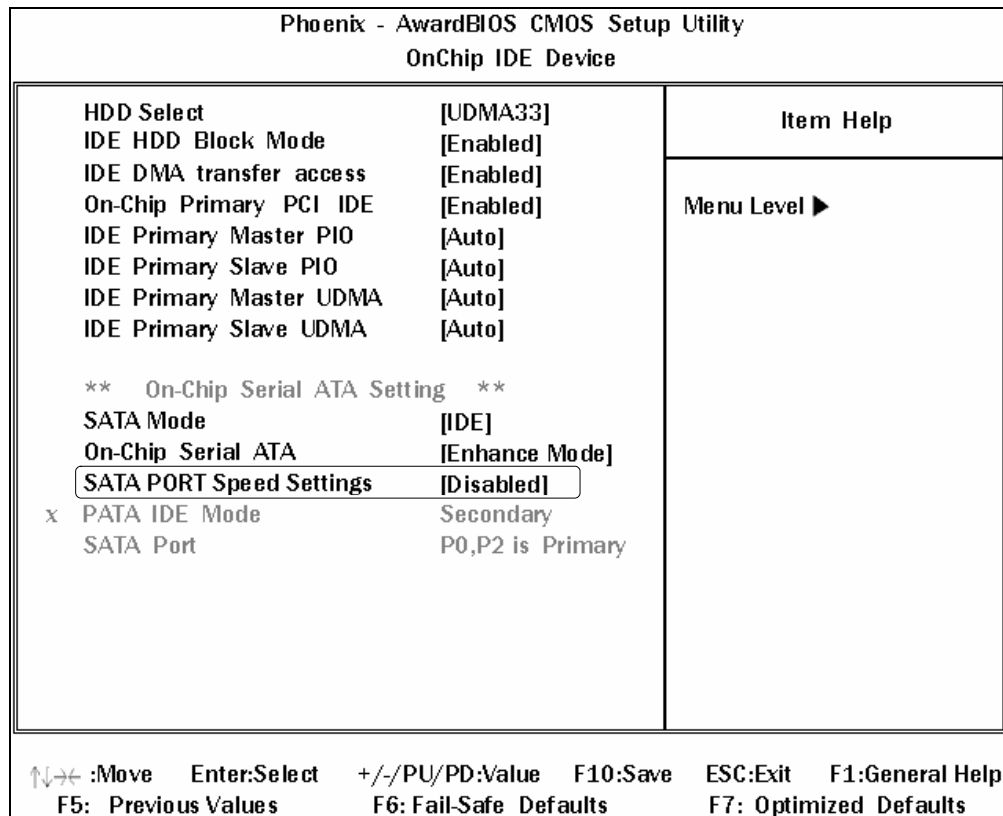 Phoenix - AwardBIOS CMOS Setup Utility
OnChip IDE Device
HDD Select [UDMA33]
IDE HDD Block Mode [Enabled]
IDE DMA transfer access [Enabled]
On-Chip Primary PCI IDE [Enabled]
IDE Primary Master PIO [Auto]
IDE Primary Slave PIO [Auto]
IDE Primary Master UDMA [Auto]
IDE Primary Slave UDMA [Auto]
** On-Chip Serial ATA Setting **
SATA Mode [IDE]
On-Chip Serial ATA [Enhance Mode]
SATA PORT Speed Settings [Disabled]
x PATA IDE Mode Secondary
SATA Port P0,P2 is Primary
Item Help
Menu Level ▶
↑↓→← :Move Enter:Select +/-/PU/PD:Value F10:Save ESC:Exit F1:General Help
F5: Previous Values F6: Fail-Safe Defaults F7: Optimized Defaults